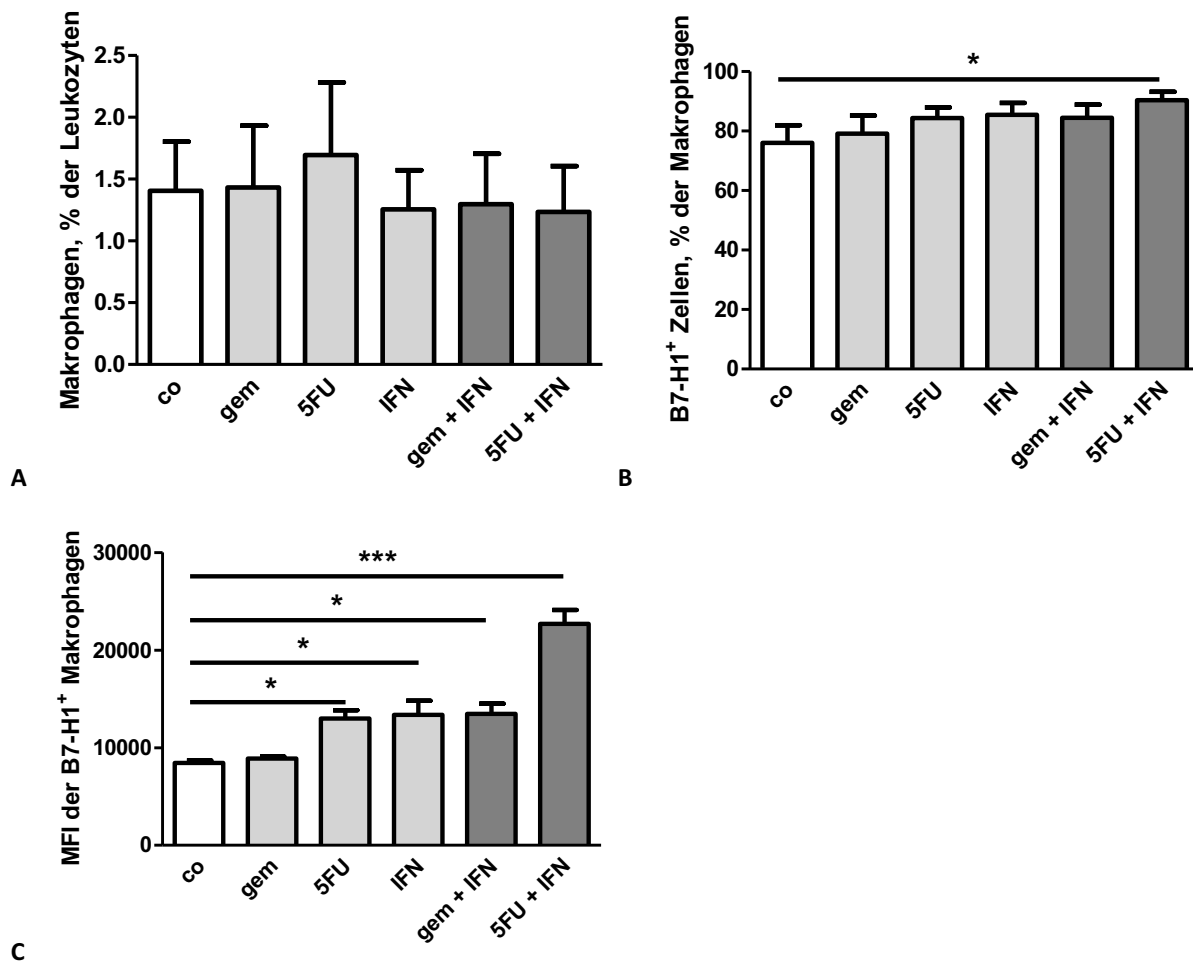 Makrophagen, % der Leukozyten
2.5
2.0
1.5
1.0
0.5
0.0
co
gem
5FU
IFN
gem + IFN
5FU + IFN
A
B7-H1⁺ Zellen, % der Makrophagen
100
80
60
40
20
0
*
co
gem
5FU
IFN
gem + IFN
5FU + IFN
B
MFI der B7-H1⁺ Makrophagen
30000
20000
10000
0
***
*
*
*
co
gem
5FU
IFN
gem + IFN
5FU + IFN
C